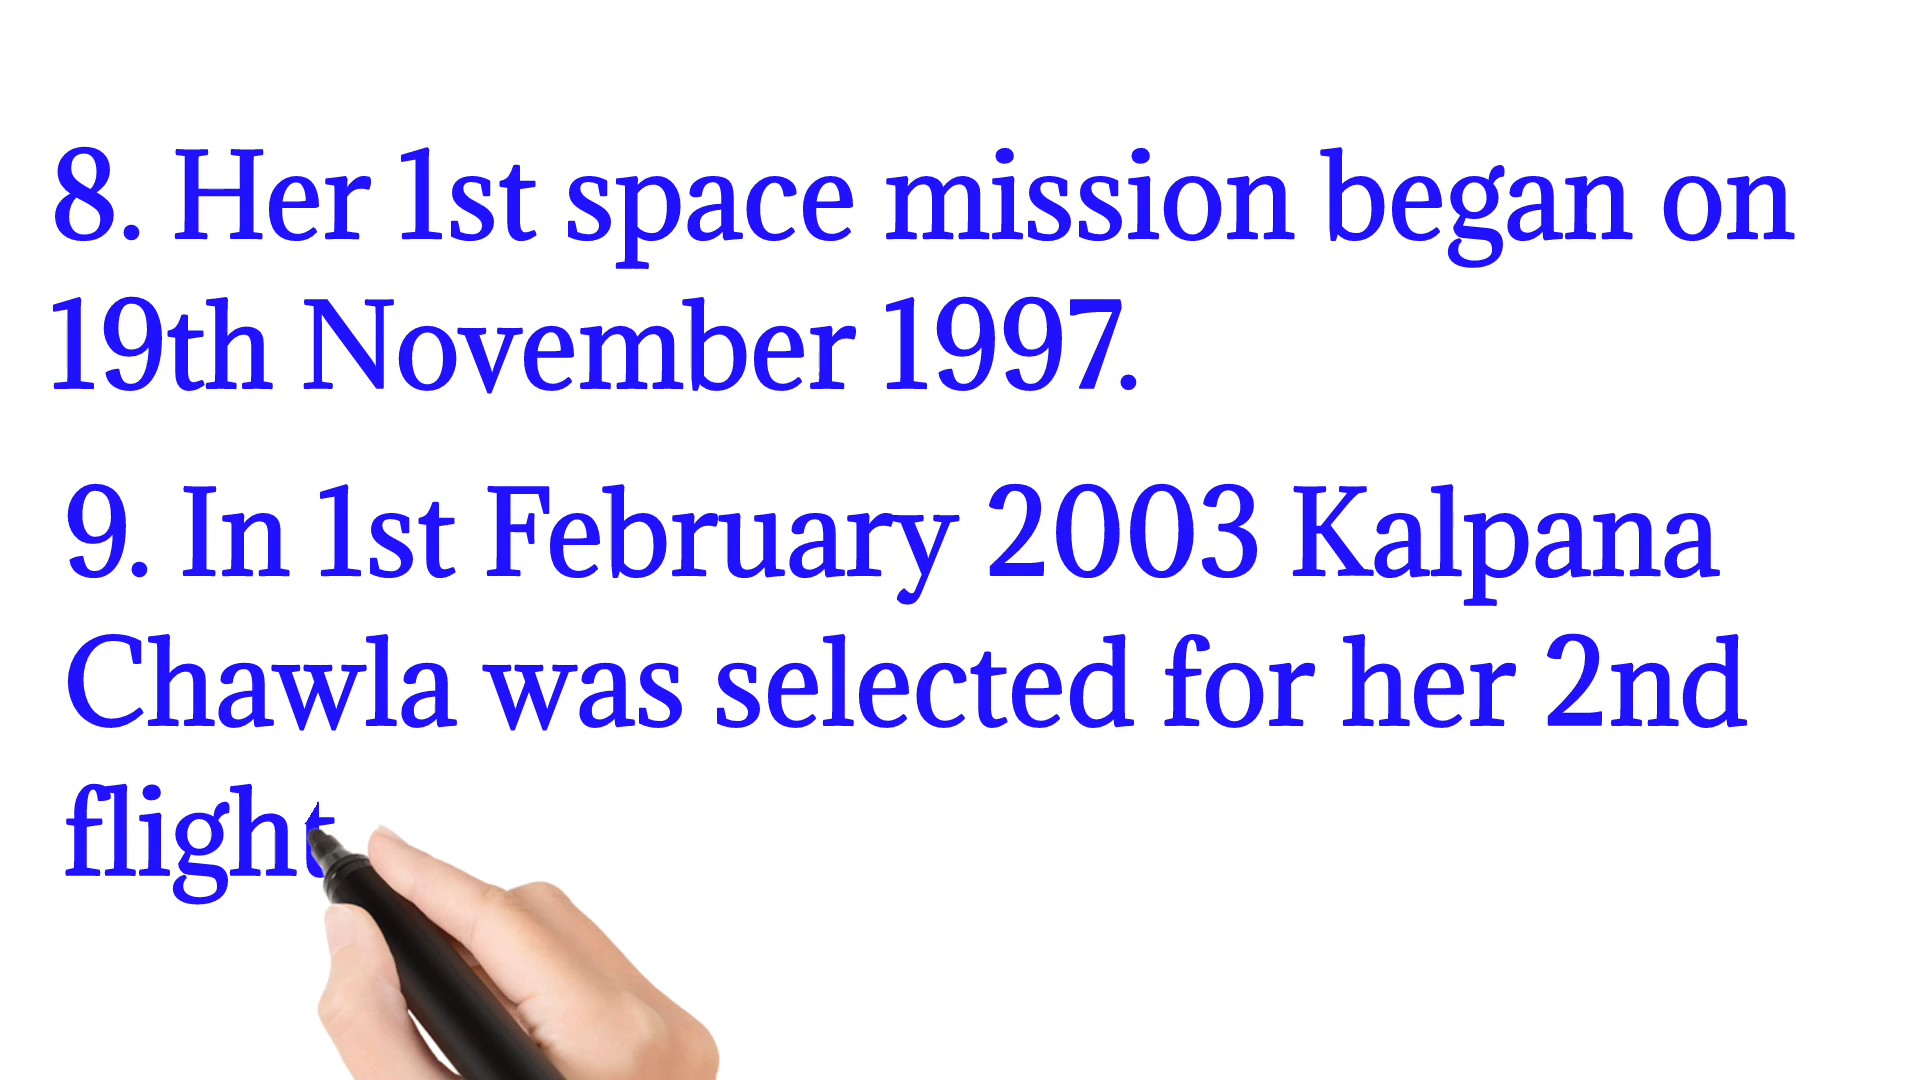 8. Her 1st space mission began on
19th November 1997.
9. In 1st February 2003 Kalpana
Chawla was selected for her 2nd
flight